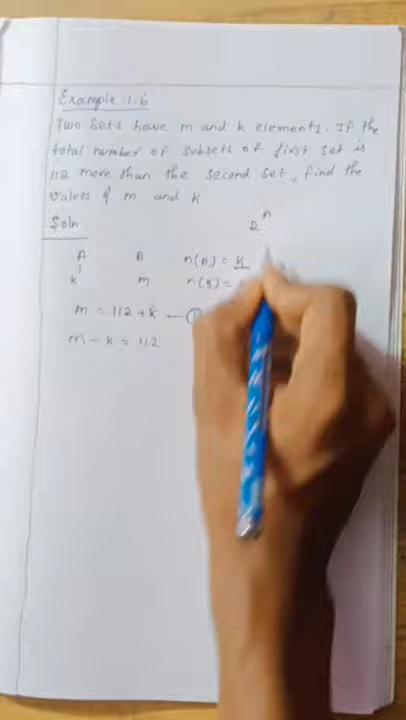 Example 1.6
Two sets have m and k elements. If the
total number of subsets of first set is
112 more than the second set, find the
values of m and k
Soln
2^n
A B n(A) = k
k m n(B) =
m = 112 + k — ①
m - k = 112